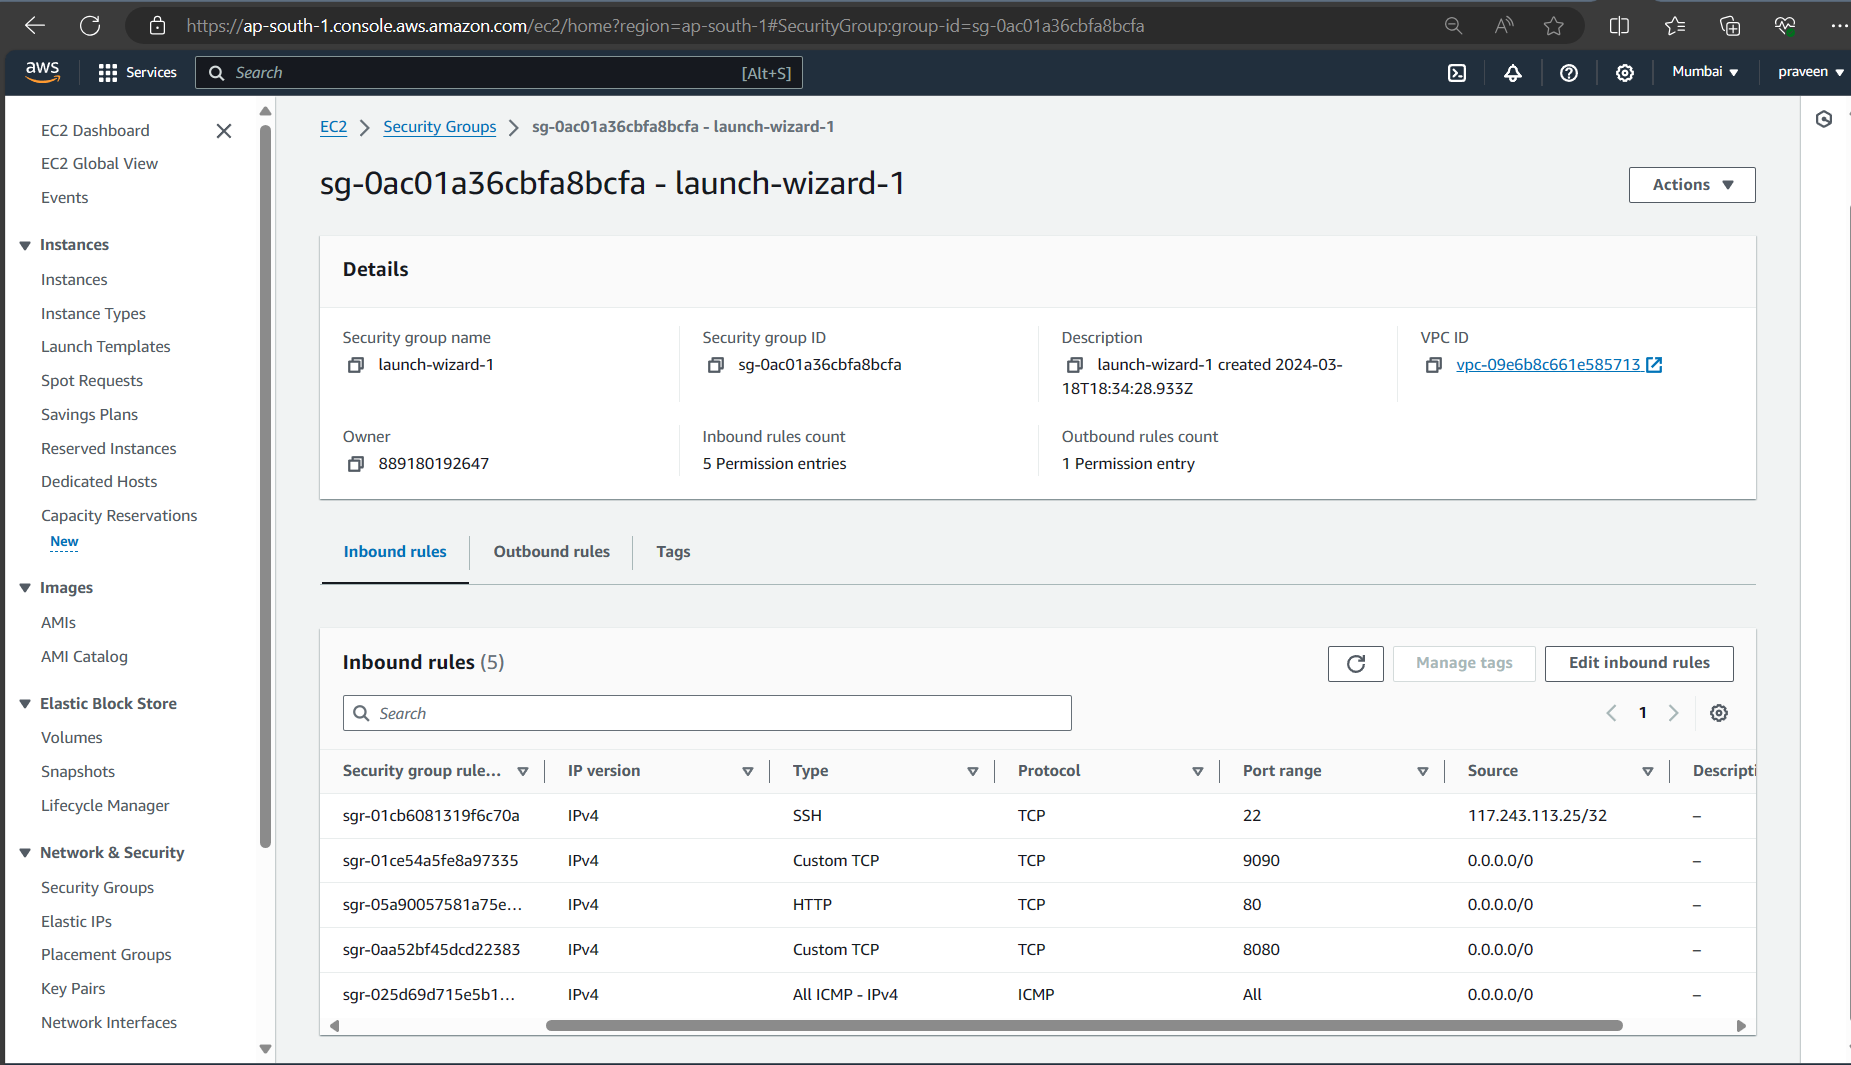 https://ap-south-1.console.aws.amazon.com/ec2/home?region=ap-south-1#SecurityGroup:group-id=sg-0ac01a36cbfa8bcfa
aws
Services
Search
[Alt+S]
Mumbai
praveen
EC2 Dashboard
EC2 Global View
Events
Instances
Instances
Instance Types
Launch Templates
Spot Requests
Savings Plans
Reserved Instances
Dedicated Hosts
Capacity Reservations
New
Images
AMIs
AMI Catalog
Elastic Block Store
Volumes
Snapshots
Lifecycle Manager
Network & Security
Security Groups
Elastic IPs
Placement Groups
Key Pairs
Network Interfaces
EC2 > Security Groups > sg-0ac01a36cbfa8bcfa - launch-wizard-1
sg-0ac01a36cbfa8bcfa - launch-wizard-1
Actions
Details
Security group name
launch-wizard-1
Security group ID
sg-0ac01a36cbfa8bcfa
Description
launch-wizard-1 created 2024-03-
18T18:34:28.933Z
VPC ID
vpc-09e6b8c661e585713
Owner
889180192647
Inbound rules count
5 Permission entries
Outbound rules count
1 Permission entry
Inbound rules
Outbound rules
Tags
Inbound rules (5)
Manage tags
Edit inbound rules
Search
1
Security group rule... IP version Type Protocol Port range Source Descripti
sgr-01cb6081319f6c70a IPv4 SSH TCP 22 117.243.113.25/32 –
sgr-01ce54a5fe8a97335 IPv4 Custom TCP TCP 9090 0.0.0.0/0 –
sgr-05a90057581a75e... IPv4 HTTP TCP 80 0.0.0.0/0 –
sgr-0aa52bf45dcd22383 IPv4 Custom TCP TCP 8080 0.0.0.0/0 –
sgr-025d69d715e5b1... IPv4 All ICMP - IPv4 ICMP All 0.0.0.0/0 –